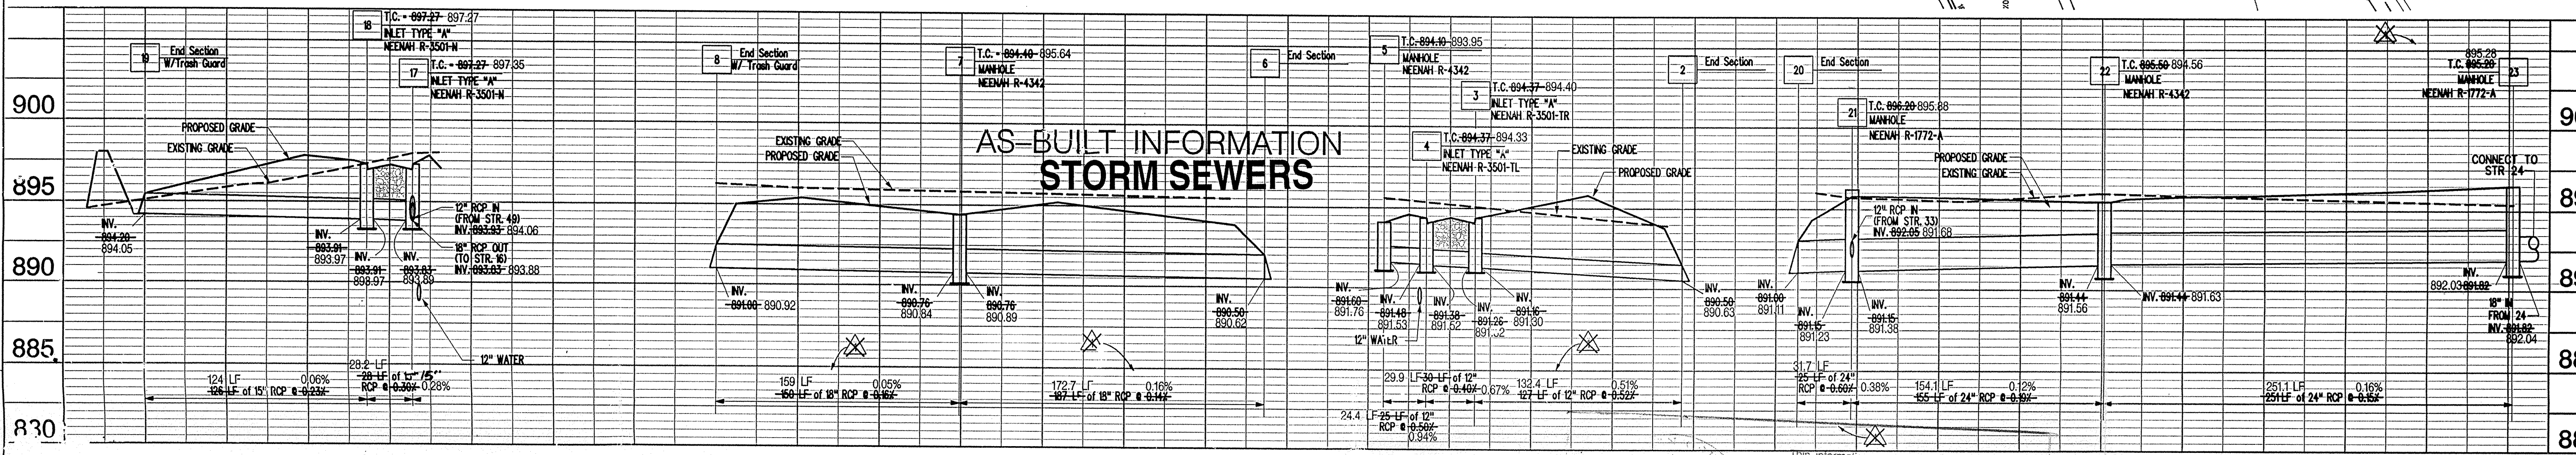 18
T.C. = 897.27 897.27
INLET TYPE "A"
NEENAH R-3501-N
19
End Section
W/Trash Guard
17
T.C. = 897.27 897.35
INLET TYPE "A"
NEENAH R-3501-N
8
End Section
W/ Trash Guard
7
T.C. = 894.40 895.64
MANHOLE
NEENAH R-4342
6
End Section
5
T.C. 894.10 893.95
MANHOLE
NEENAH R-4342
3
T.C. 894.37 894.40
INLET TYPE "A"
NEENAH R-3501-TR
4
T.C. 894.37 894.33
INLET TYPE "A"
NEENAH R-3501-TL
2
End Section
20
End Section
21
T.C. 896.20 895.88
MANHOLE
NEENAH R-1772-A
22
T.C. 895.50 894.56
MANHOLE
NEENAH R-4342
895.28
T.C. 895.20
MANHOLE
NEENAH R-1772-A
23
900
895
890
885
830
PROPOSED GRADE
EXISTING GRADE
EXISTING GRADE
PROPOSED GRADE
AS-BUILT INFORMATION
STORM SEWERS
EXISTING GRADE
PROPOSED GRADE
PROPOSED GRADE
EXISTING GRADE
CONNECT TO
STR 24
INV.
894.20
894.05
INV.
893.91
893.97
INV.
893.91
893.97
INV.
893.83
893.89
12" RCP IN
(FROM STR. 49)
INV. 893.93 894.06
18" RCP OUT
(TO STR. 16)
INV. 893.83 893.88
12" WATER
INV.
891.00 890.92
INV.
890.76
890.84
INV.
890.76
890.89
INV.
890.50
890.62
INV.
891.60
891.76
INV.
891.48
891.53
INV.
891.38
891.52
INV.
891.26
INV.
891.16
891.30
12" WATER
INV.
890.50
890.63
INV.
891.00
891.11
INV.
891.15
891.23
INV.
891.15
891.38
12" RCP IN
(FROM STR. 33)
INV. 892.05 891.68
INV.
891.44
891.56
INV. 891.44 891.63
INV.
892.03 891.82
18" IN
FROM 24
INV. 891.82
892.04
124 LF 0.06%
126 LF of 15" RCP @ 0.23%
28.2 LF
28 LF of 15" 15"
RCP @ 0.30% 0.28%
159 LF 0.05%
150 LF of 18" RCP @ 0.16%
172.7 LF 0.16%
187 LF of 18" RCP @ 0.14%
29.9 LF 30 LF of 12"
RCP @ 0.40% 0.67%
24.4 LF 25 LF of 12"
RCP @ 0.50%
0.94%
132.4 LF 0.51%
127 LF of 12" RCP @ 0.52%
31.7 LF
25 LF of 24"
RCP @ 0.60% 0.38%
154.1 LF 0.12%
155 LF of 24" RCP @ 0.19%
251.1 LF 0.16%
251 LF of 24" RCP @ 0.15%